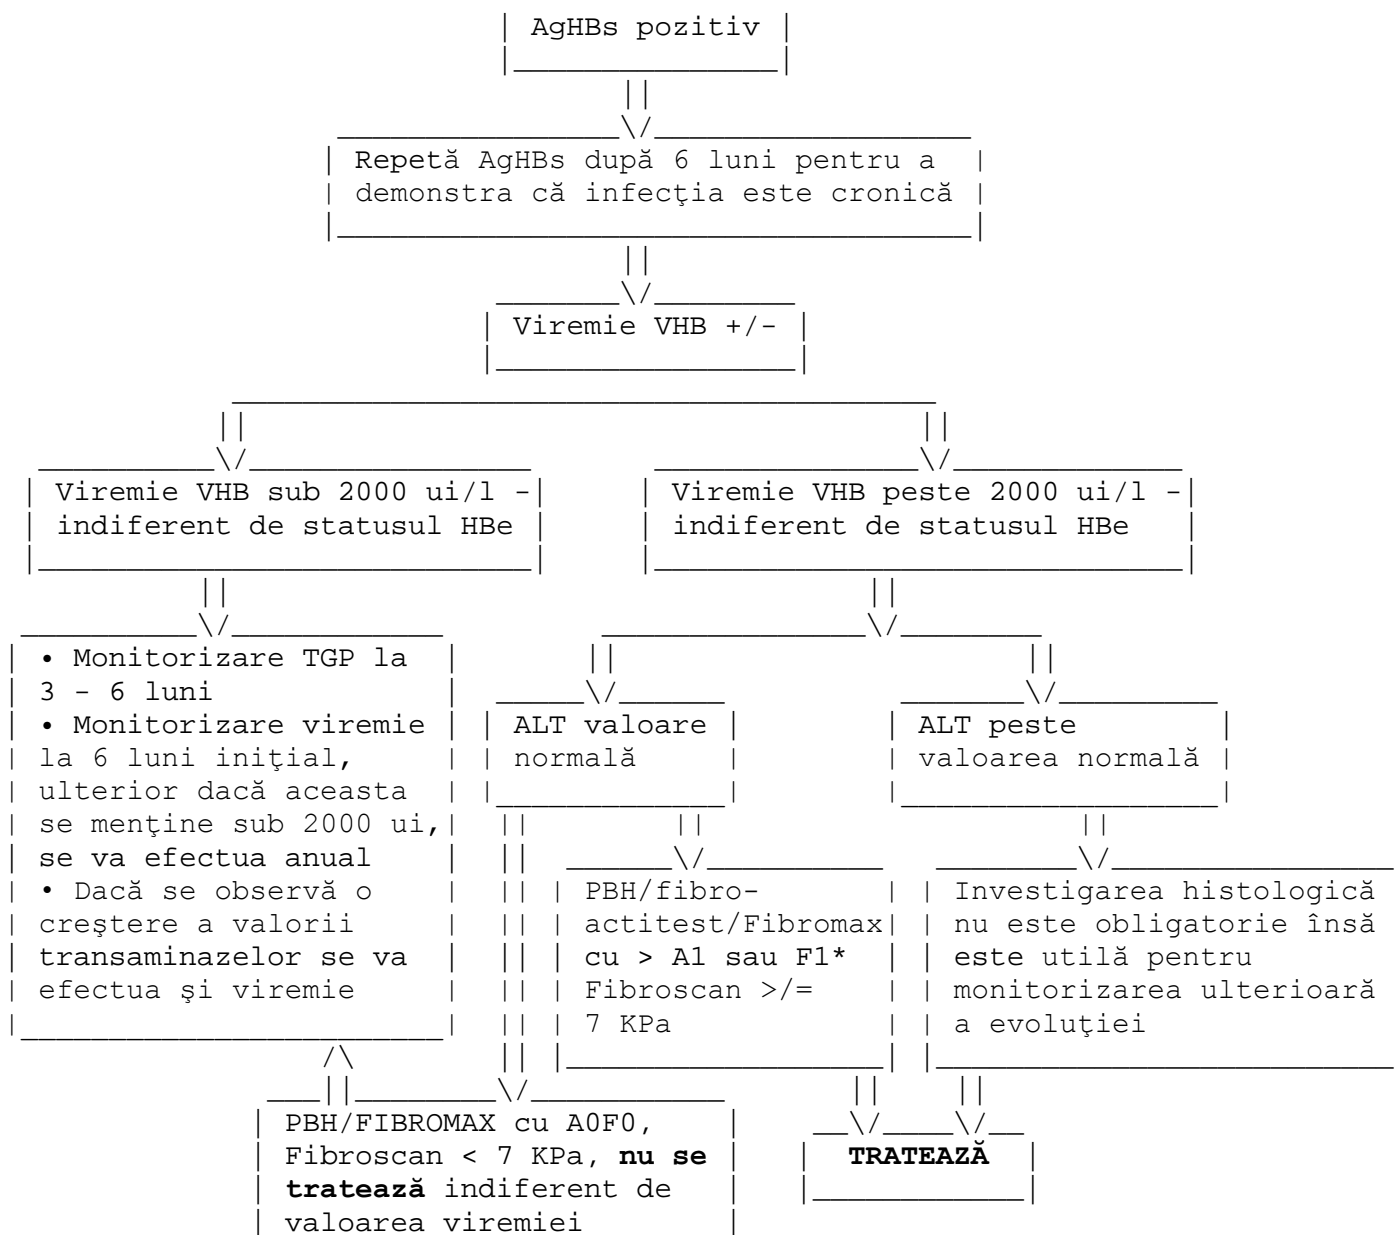 AgHBs pozitiv
Repetă AgHBs după 6 luni pentru a
demonstra că infecţia este cronică
Viremie VHB +/-
Viremie VHB sub 2000 ui/l -
indiferent de statusul HBe
Viremie VHB peste 2000 ui/l -
indiferent de statusul HBe
• Monitorizare TGP la
3 - 6 luni
• Monitorizare viremie
la 6 luni iniţial,
ulterior dacă aceasta
se menţine sub 2000 ui,
se va efectua anual
• Dacă se observă o
creştere a valorii
transaminazelor se va
efectua şi viremie
ALT valoare
normală
ALT peste
valoarea normală
PBH/fibro-
actitest/Fibromax
cu > A1 sau F1*
Fibroscan >/=
7 KPa
Investigarea histologică
nu este obligatorie însă
este utilă pentru
monitorizarea ulterioară
a evoluţiei
PBH/FIBROMAX cu A0F0,
Fibroscan < 7 KPa, nu se
tratează indiferent de
valoarea viremiei
TRATEAZĂ